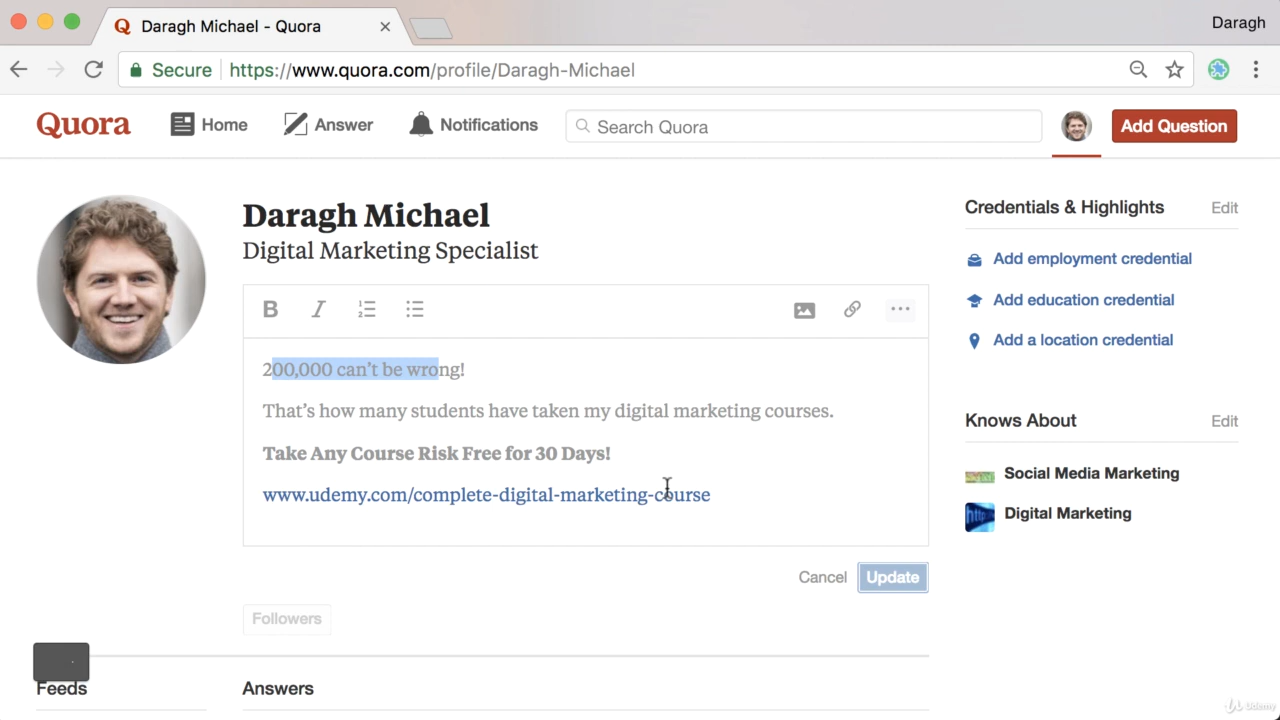 Daragh Michael - Quora
Daragh
Secure https://www.quora.com/profile/Daragh-Michael
Quora Home Answer Notifications Search Quora Add Question
Daragh Michael
Digital Marketing Specialist
200,000 can't be wrong!
That's how many students have taken my digital marketing courses.
Take Any Course Risk Free for 30 Days!
www.udemy.com/complete-digital-marketing-course
Cancel Update
Followers
Feeds
Answers
Credentials & Highlights Edit
Add employment credential
Add education credential
Add a location credential
Knows About Edit
Social Media Marketing
Digital Marketing
Udemy